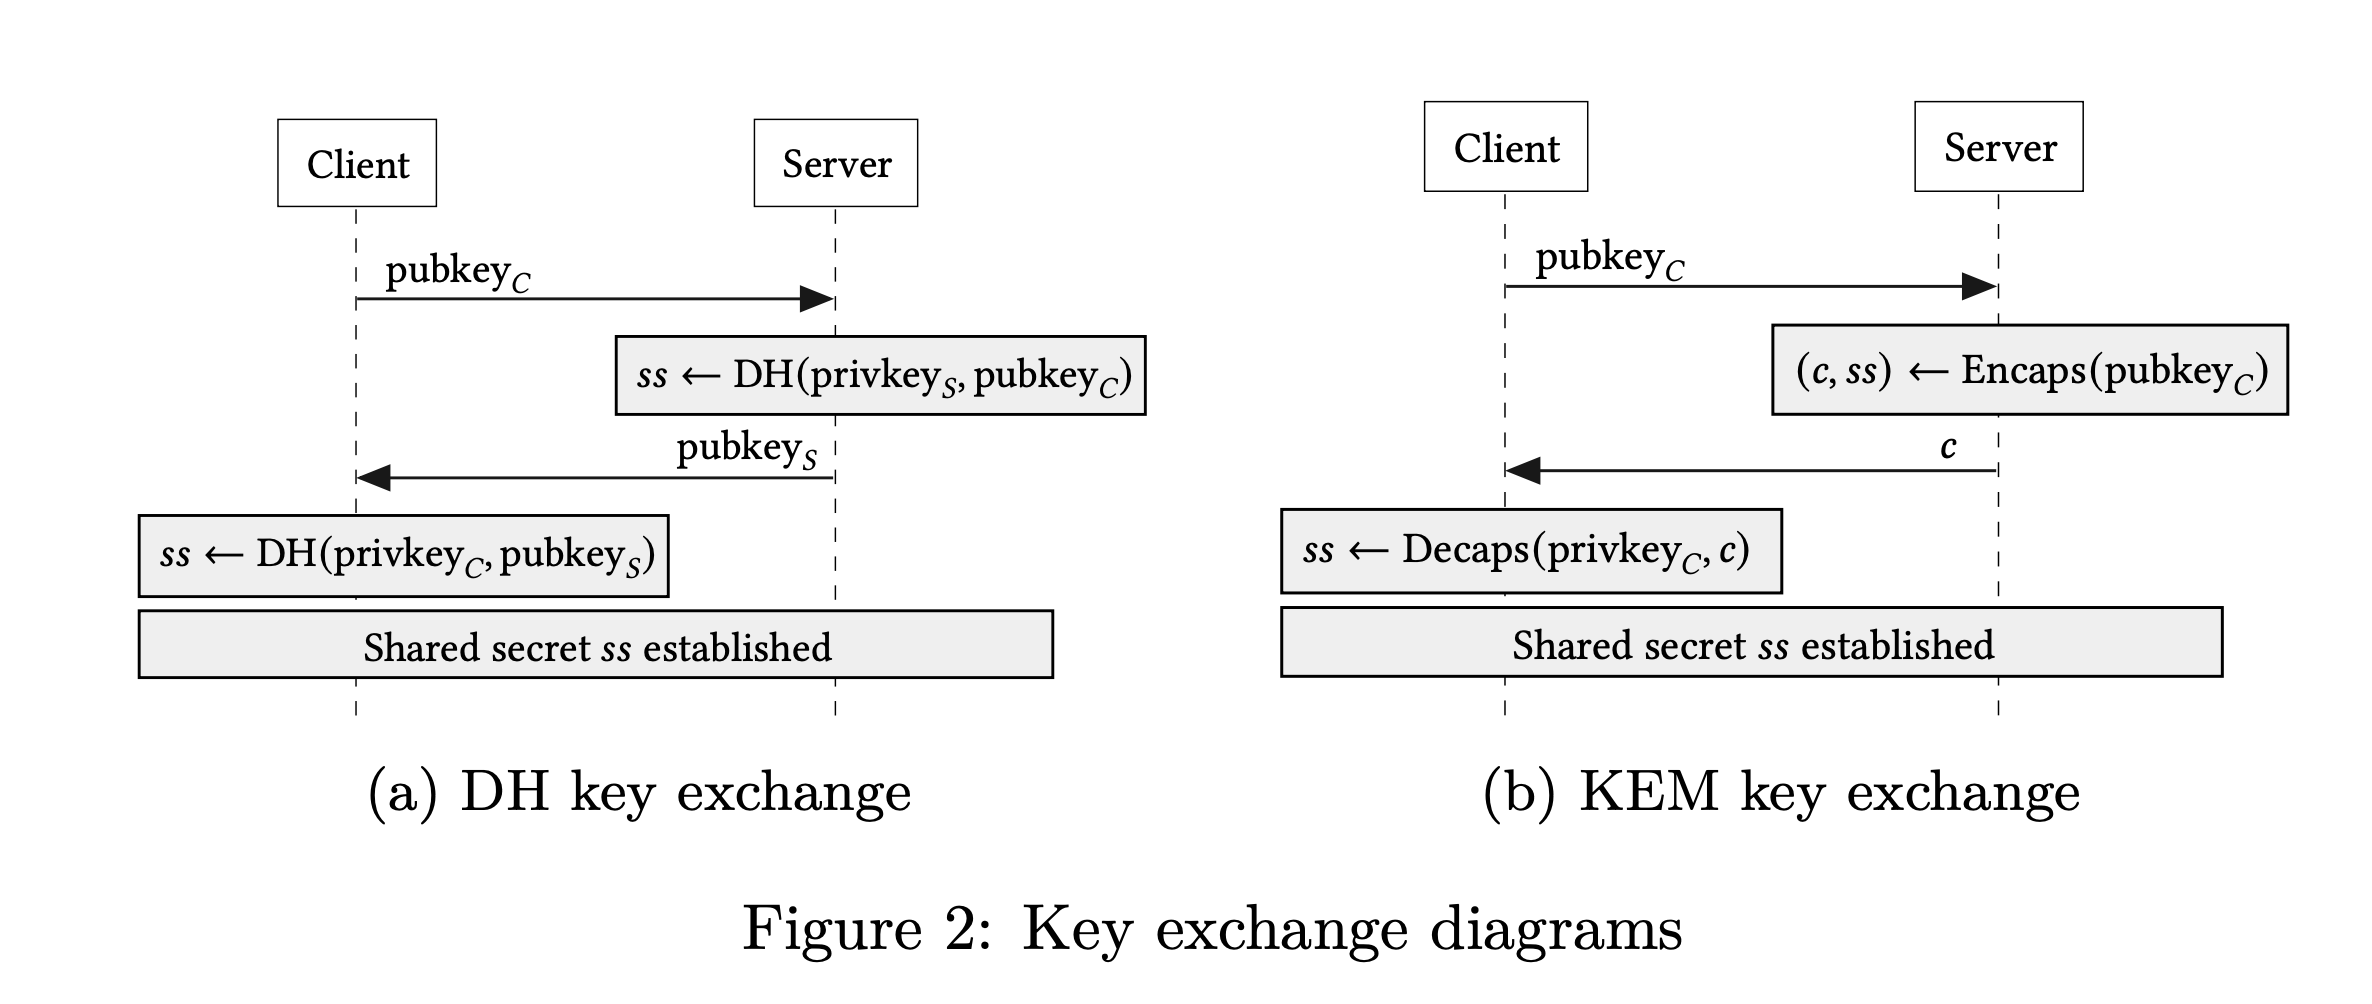 Client
Server
pubkey_C
ss ← DH(privkey_S, pubkey_C)
pubkey_S
ss ← DH(privkey_C, pubkey_S)
Shared secret ss established
(a) DH key exchange
Client
Server
pubkey_C
(c, ss) ← Encaps(pubkey_C)
c
ss ← Decaps(privkey_C, c)
Shared secret ss established
(b) KEM key exchange
Figure 2: Key exchange diagrams